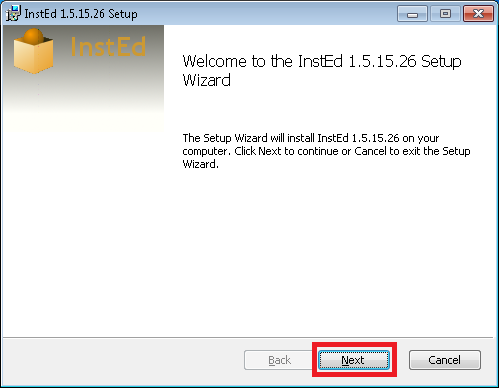 InstEd 1.5.15.26 Setup
InstEd
Welcome to the InstEd 1.5.15.26 Setup
Wizard
The Setup Wizard will install InstEd 1.5.15.26 on your
computer. Click Next to continue or Cancel to exit the Setup
Wizard.
Back Next Cancel